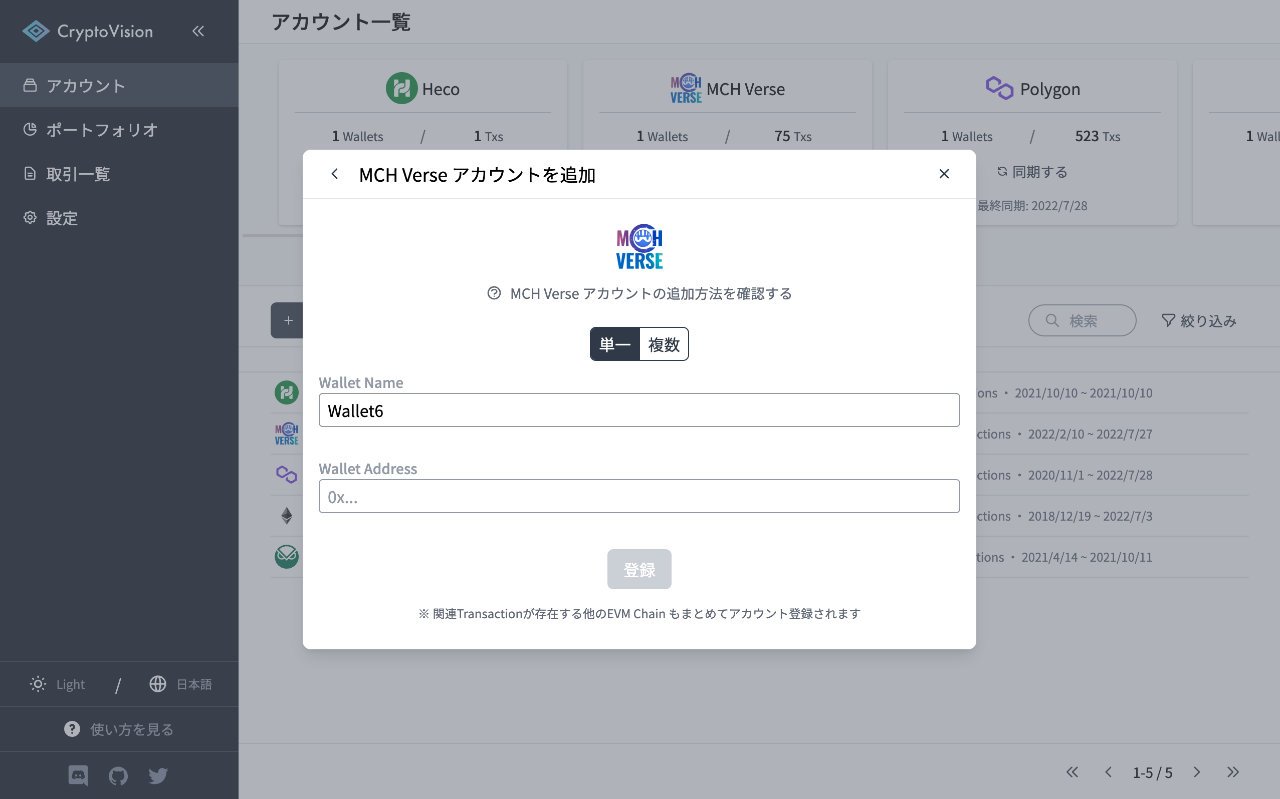 CryptoVision
アカウント
ポートフォリオ
取引一覧
設定
Light / 日本語
使い方を見る
アカウント一覧
Heco
1 Wallets / 1 Txs
MCH VERSE MCH Verse
1 Wallets / 75 Txs
Polygon
1 Wallets / 523 Txs
同期する
最終同期: 2022/7/28
1 Wall
MCH Verse アカウントを追加
MCH
VERSE
MCH Verse アカウントの追加方法を確認する
単一 複数
Wallet Name
Wallet6
Wallet Address
0x...
登録
※ 関連Transactionが存在する他のEVM Chain もまとめてアカウント登録されます
+
検索
絞り込み
ons • 2021/10/10 ~ 2021/10/10
MCH VERSE
ctions • 2022/2/10 ~ 2022/7/27
ctions • 2020/11/1 ~ 2022/7/28
ctions • 2018/12/19 ~ 2022/7/3
tions • 2021/4/14 ~ 2021/10/11
1-5 / 5